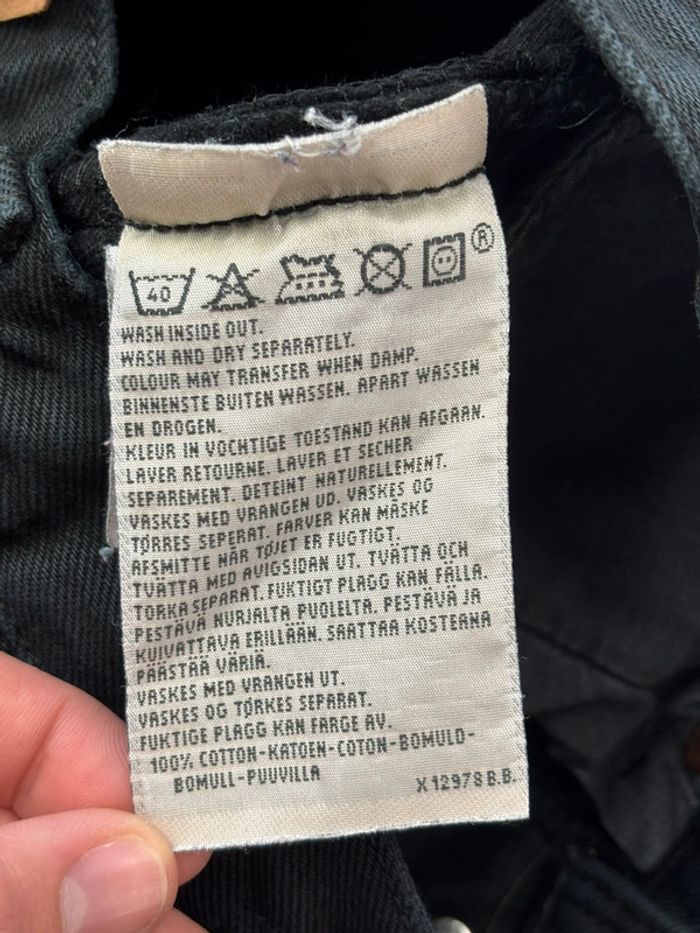 ®
40
WASH INSIDE OUT.
WASH AND DRY SEPARATELY.
COLOUR MAY TRANSFER WHEN DAMP.
BINNENSTE BUITEN WASSEN. APART WASSEN
EN DROGEN.
KLEUR IN VOCHTIGE TOESTAND KAN AFGAAN.
LAVER RETOURNE. LAVER ET SECHER
SEPAREMENT. DETEINT NATURELLEMENT.
VASKES MED VRANGEN UD. VASKES OG
TØRRES SEPERAT. FARVER KAN MÅSKE
AFSMITTE NÅR TØJET ER FUGTIGT.
TVÄTTA MED AVIGSIDAN UT. TVÄTTA OCH
TORKA SEPARAT. FUKTIGT PLAGG KAN FÄLLA.
PESTÄVÄ NURJALTA PUOLELTA. PESTÄVÄ JA
KUIVATTAVA ERILLÄÄN. SAATTAA KOSTEANA
PÄÄSTÄÄ VÄRIÄ.
VASKES MED VRANGEN UT.
VASKES OG TØRKES SEPARAT.
FUKTIGE PLAGG KAN FARGE AV.
100% COTTON-KATOEN-COTON-BOMULD-
BOMULL-PUUVILLA
X12978B.B.